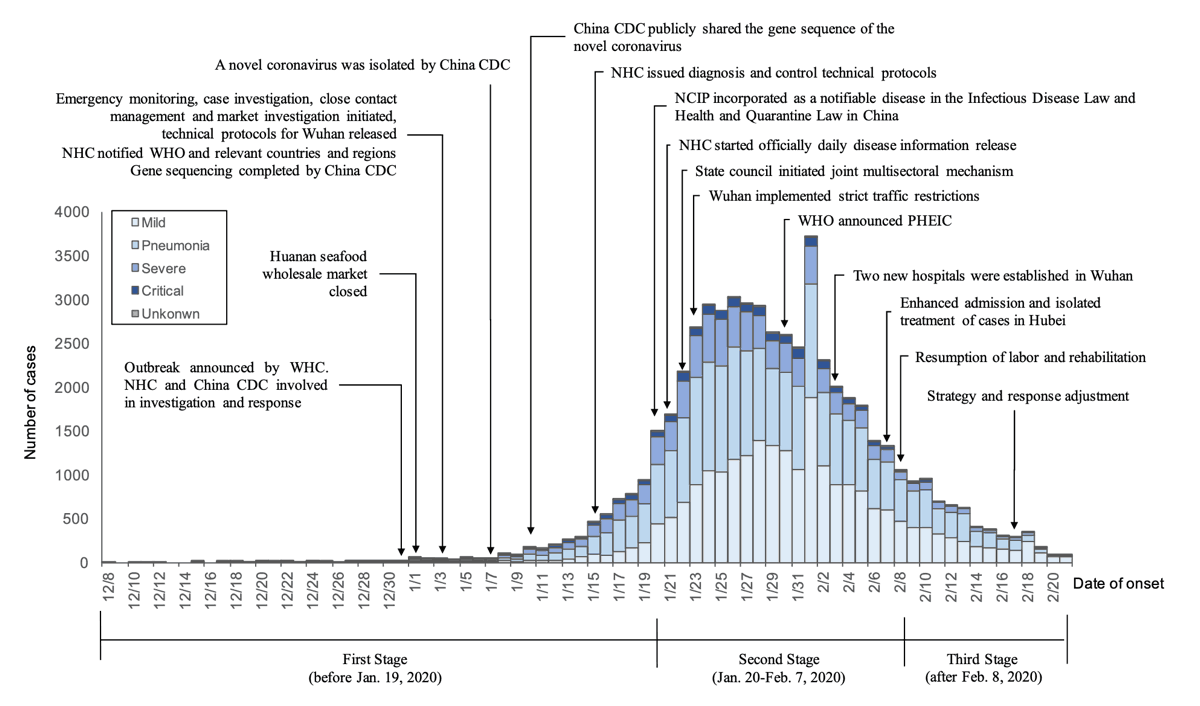 China CDC publicly shared the gene sequence of the
novel coronavirus
A novel coronavirus was isolated by China CDC
NHC issued diagnosis and control technical protocols
Emergency monitoring, case investigation, close contact
management and market investigation initiated,
technical protocols for Wuhan released
NHC notified WHO and relevant countries and regions
Gene sequencing completed by China CDC
NCIP incorporated as a notifiable disease in the Infectious Disease Law and
Health and Quarantine Law in China
NHC started officially daily disease information release
State council initiated joint multisectoral mechanism
Wuhan implemented strict traffic restrictions
WHO announced PHEIC
Huanan seafood
wholesale market
closed
Two new hospitals were established in Wuhan
Enhanced admission and isolated
treatment of cases in Hubei
Outbreak announced by WHC.
NHC and China CDC involved
in investigation and response
Resumption of labor and rehabilitation
Strategy and response adjustment
Mild
Pneumonia
Severe
Critical
Unkonwn
Number of cases
4000
3500
3000
2500
2000
1500
1000
500
0
12/8
12/10
12/12
12/14
12/16
12/18
12/20
12/22
12/24
12/26
12/28
12/30
1/1
1/3
1/5
1/7
1/9
1/11
1/13
1/15
1/17
1/19
1/21
1/23
1/25
1/27
1/29
1/31
2/2
2/4
2/6
2/8
2/10
2/12
2/14
2/16
2/18
2/20
Date of onset
First Stage
(before Jan. 19, 2020)
Second Stage
(Jan. 20-Feb. 7, 2020)
Third Stage
(after Feb. 8, 2020)